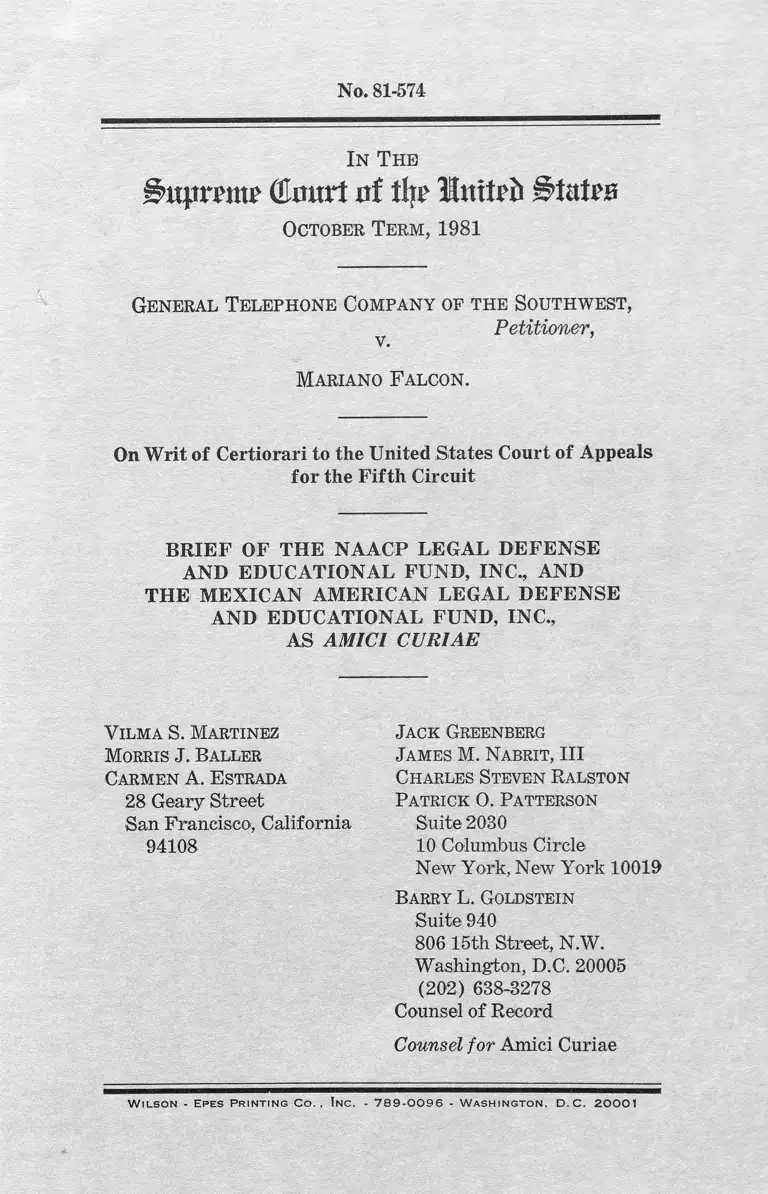 No. 81-574
IN THE
Supreme Court of the United States
OCTOBER TERM, 1981
GENERAL TELEPHONE COMPANY OF THE SOUTHWEST,
Petitioner,
v.
MARIANO FALCON.
On Writ of Certiorari to the United States Court of Appeals
for the Fifth Circuit
BRIEF OF THE NAACP LEGAL DEFENSE
AND EDUCATIONAL FUND, INC., AND
THE MEXICAN AMERICAN LEGAL DEFENSE
AND EDUCATIONAL FUND, INC.,
AS AMICI CURIAE
VILMA S. MARTINEZ
MORRIS J. BALLER
CARMEN A. ESTRADA
28 Geary Street
San Francisco, California
94108
JACK GREENBERG
JAMES M. NABRIT, III
CHARLES STEVEN RALSTON
PATRICK O. PATTERSON
Suite 2030
10 Columbus Circle
New York, New York 10019
BARRY L. GOLDSTEIN
Suite 940
806 15th Street, N.W.
Washington, D.C. 20005
(202) 638-3278
Counsel of Record
Counsel for Amici Curiae
WILSON - EPES PRINTING CO., INC. - 789-0096 - WASHINGTON, D.C. 20001